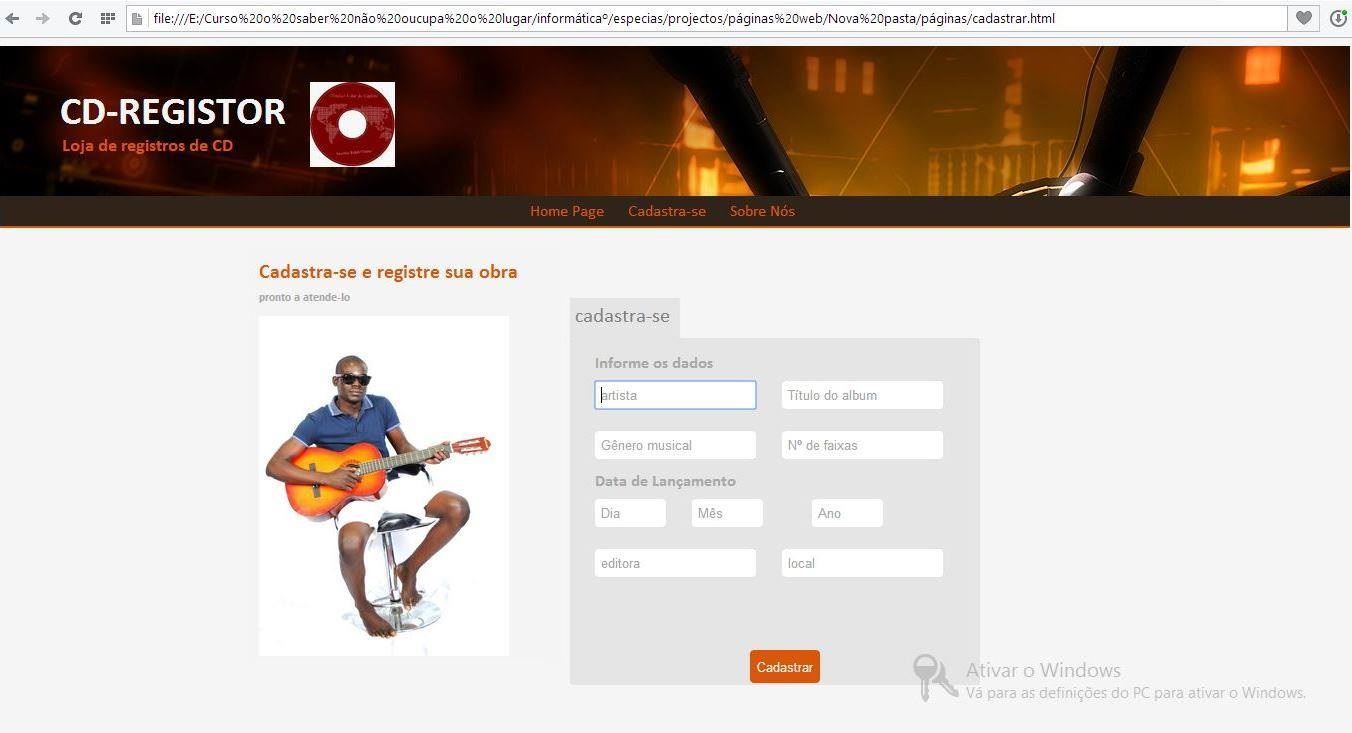 file:///E:/Curso%20o%20saber%20não%20oucupa%20o%20lugar/informáticaº/especias/projectos/páginas%20web/Nova%20pasta/páginas/cadastrar.html
CD-REGISTOR
Loja de registros de CD
Home Page Cadastra-se Sobre Nós
Cadastra-se e registre sua obra
pronto a atende-lo
cadastra-se
Informe os dados
artista Título do album
Gênero musical Nº de faixas
Data de Lançamento
Dia Mês Ano
editora local
Cadastrar
Ativar o Windows
Vá para as definições do PC para ativar o Windows.